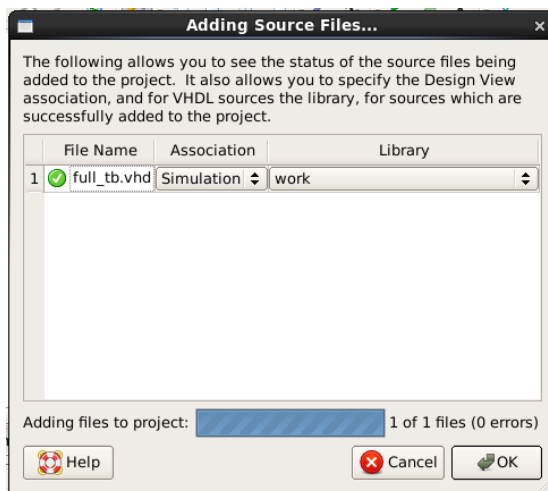 Adding Source Files...
The following allows you to see the status of the source files being
added to the project. It also allows you to specify the Design View
association, and for VHDL sources the library, for sources which are
successfully added to the project.
File Name Association Library
1 full_tb.vhd Simulation work
Adding files to project: 1 of 1 files (0 errors)
Help Cancel OK